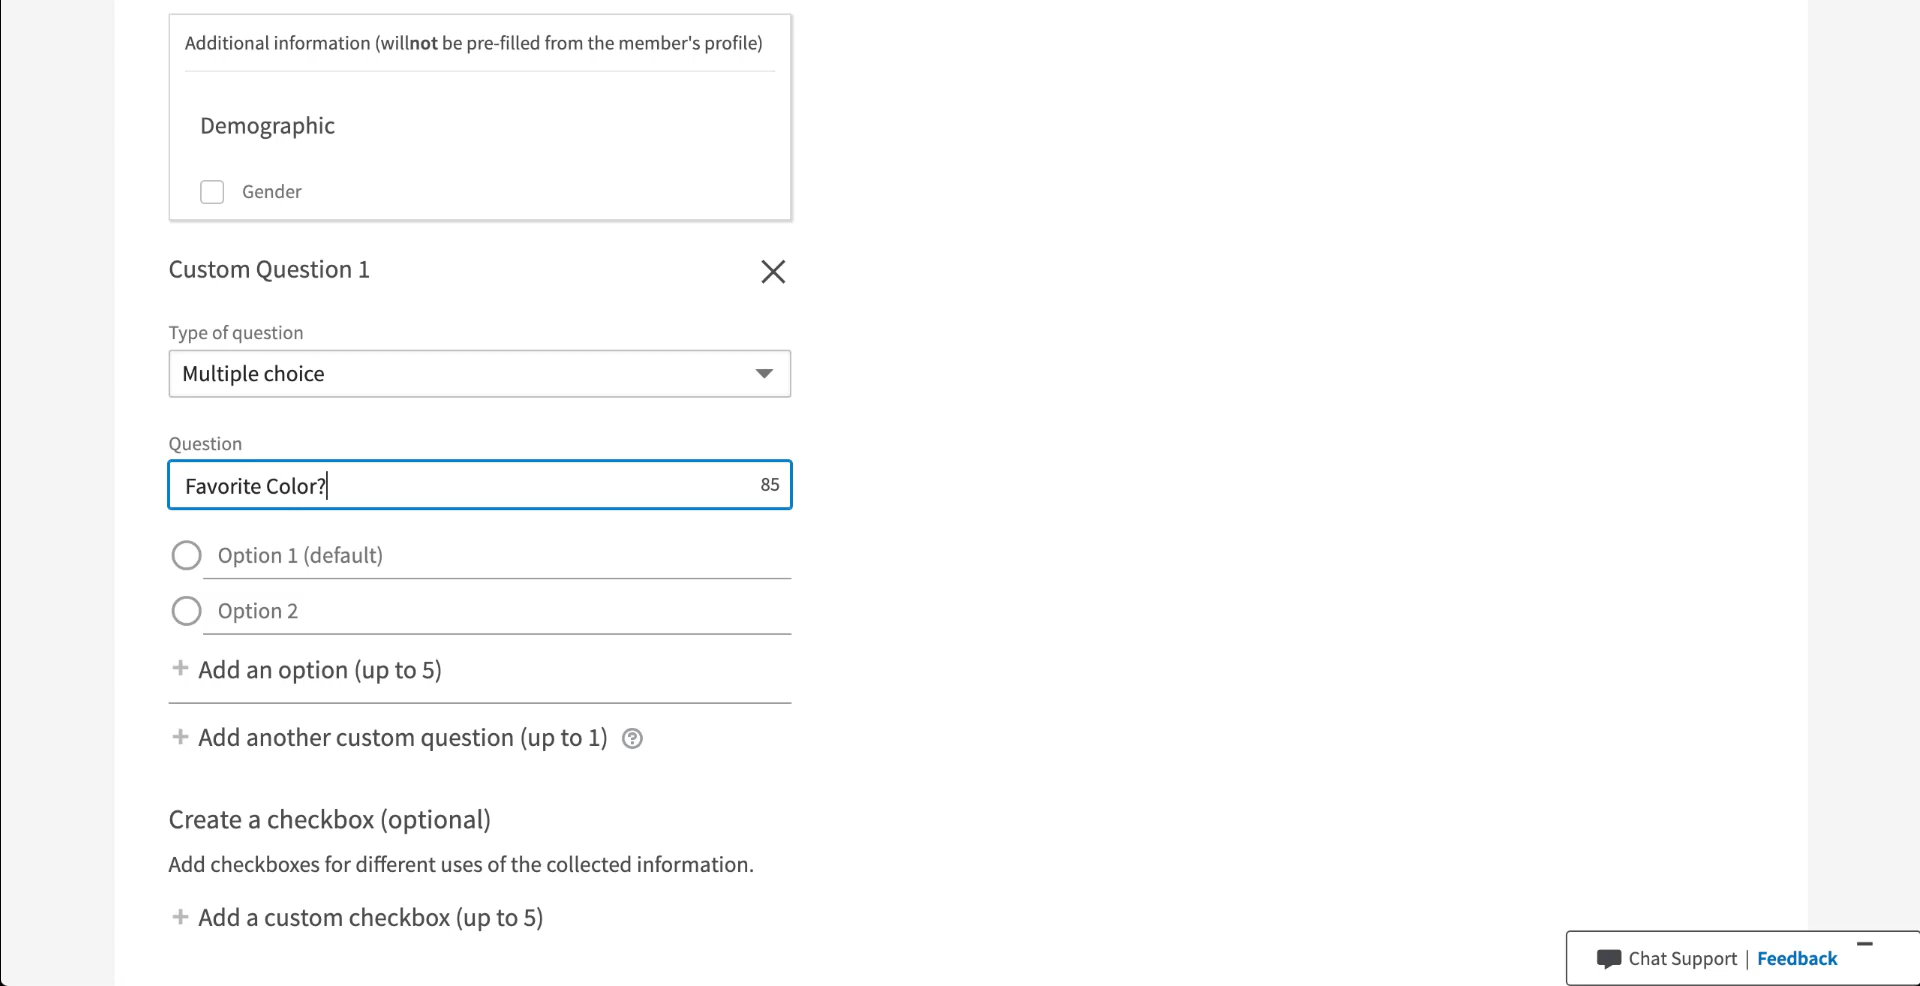 Additional information (willnot be pre-filled from the member's profile)
Demographic
Gender
Custom Question 1
Type of question
Multiple choice
Question
Favorite Color?
85
Option 1 (default)
Option 2
+ Add an option (up to 5)
+ Add another custom question (up to 1) ?
Create a checkbox (optional)
Add checkboxes for different uses of the collected information.
+ Add a custom checkbox (up to 5)
Chat Support | Feedback